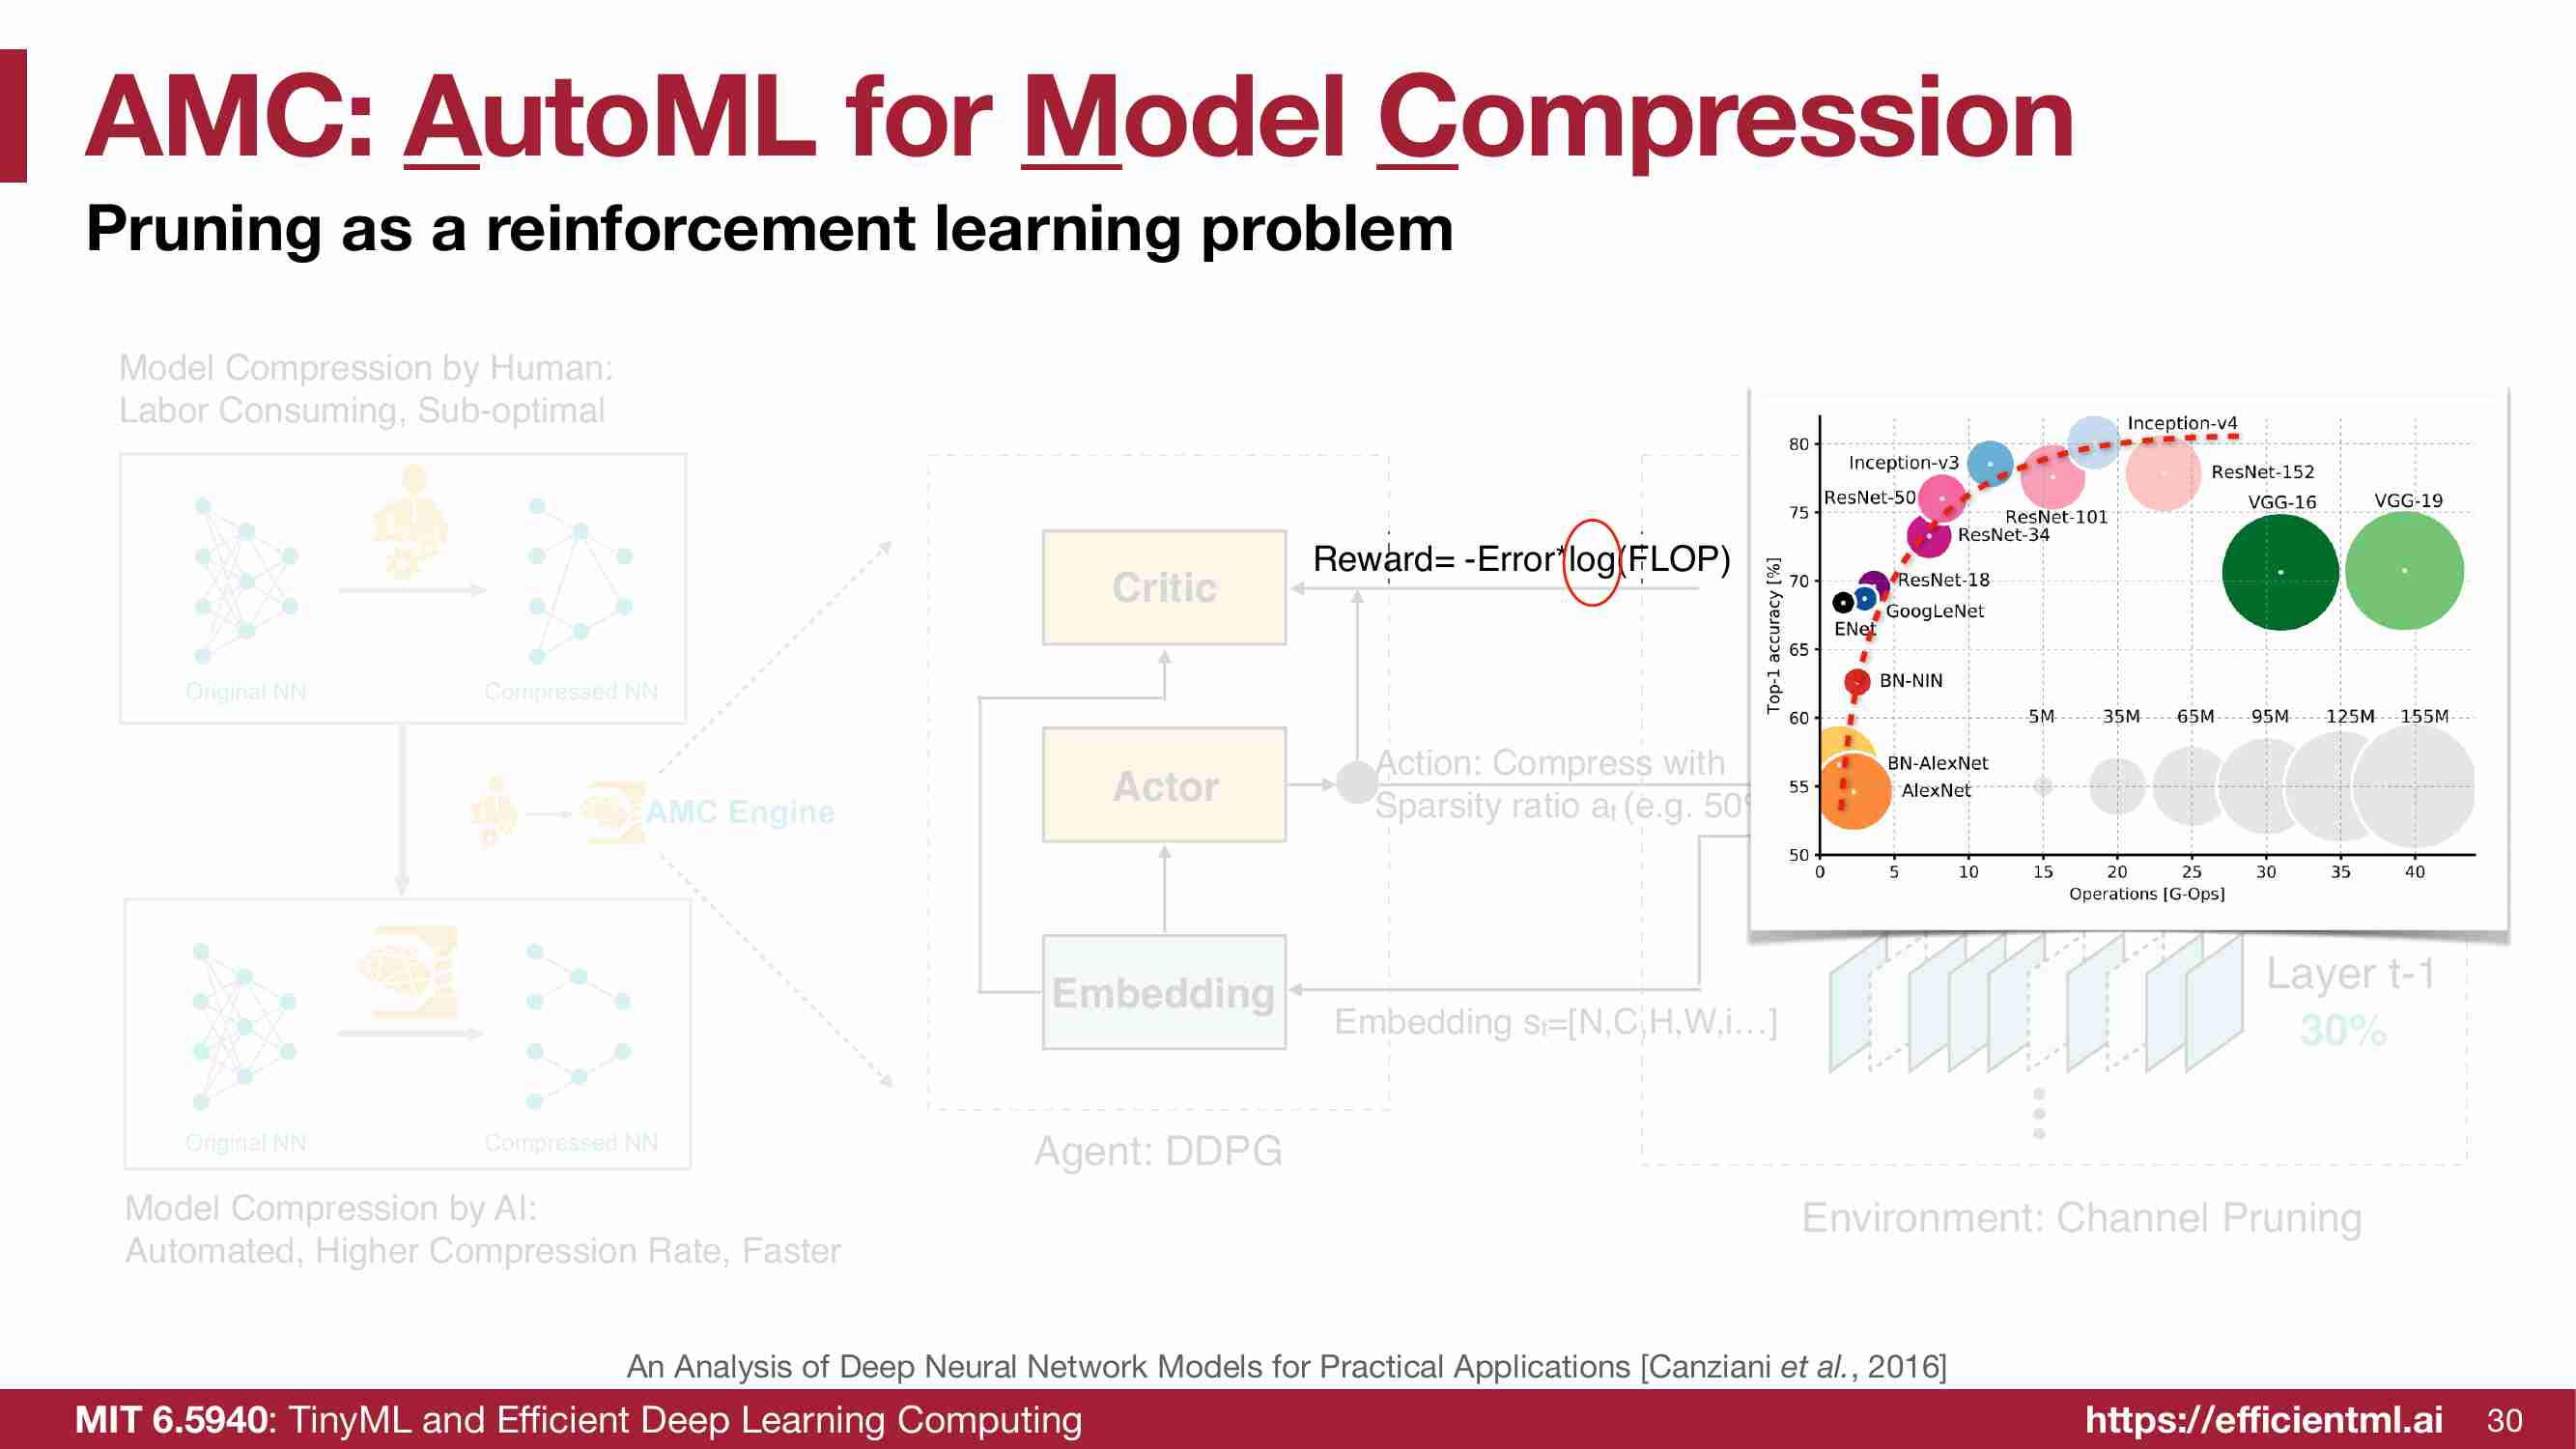 AMC: AutoML for Model Compression
Pruning as a reinforcement learning problem
Model Compression by Human:
Labor Consuming, Sub-optimal
Original NN
Compressed NN
AMC Engine
Original NN
Compressed NN
Model Compression by AI:
Automated, Higher Compression Rate, Faster
Critic
Actor
Embedding
Agent: DDPG
Reward= -Error*log(FLOP)
Action: Compress with
Sparsity ratio aₜ (e.g. 50
Embedding sₜ=[N,C,H,W,i…]
Top-1 accuracy [%]
80
75
70
65
60
55
50
0 5 10 15 20 25 30 35 40
Operations [G-Ops]
Inception-v4
Inception-v3
ResNet-152
ResNet-50
VGG-16
VGG-19
ResNet-101
ResNet-34
ResNet-18
GoogLeNet
ENet
BN-NIN
5M 35M 65M 95M 125M 155M
BN-AlexNet
AlexNet
Layer t-1
30%
Environment: Channel Pruning
An Analysis of Deep Neural Network Models for Practical Applications [Canziani et al., 2016]
MIT 6.5940: TinyML and Efficient Deep Learning Computing
https://efficientml.ai
30